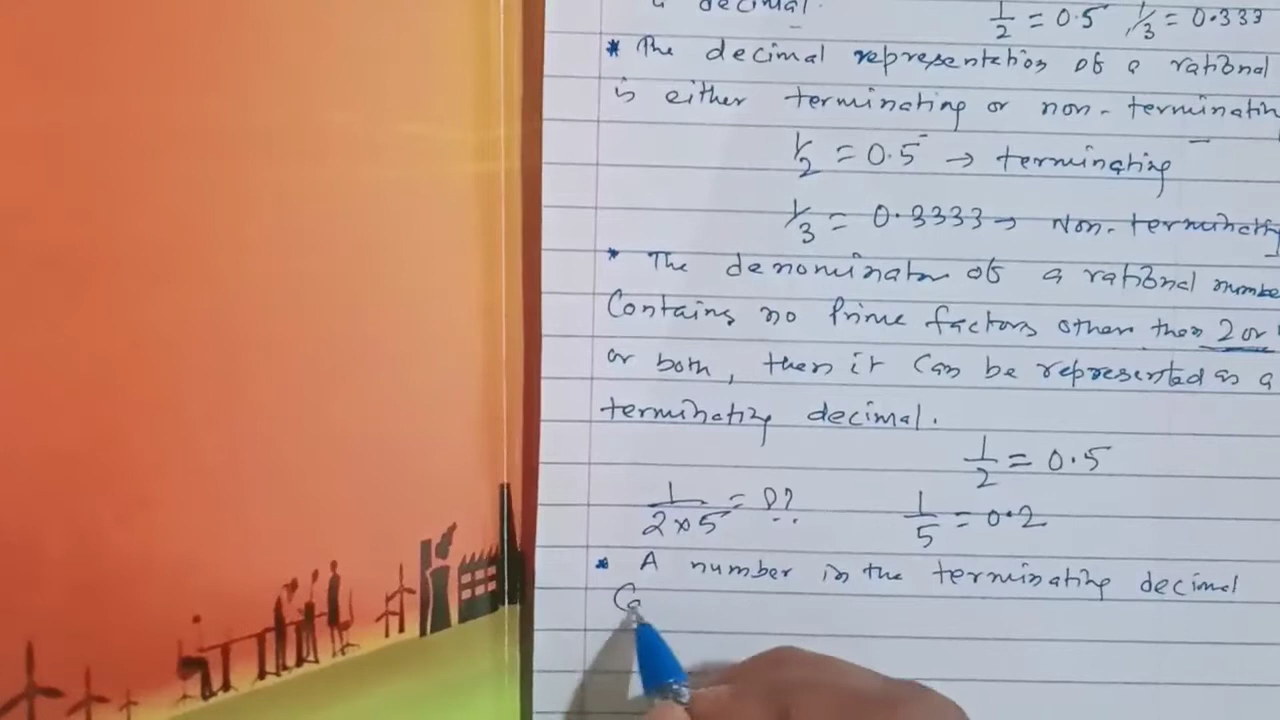 a decimal.
1/2 = 0.5 , 1/3 = 0.333
* The decimal representation of a rational
is either terminating or non-terminatin
1/2 = 0.5 → terminating
1/3 = 0.3333 → Non-terminating
* The denominator of a rational numbe
Contains no Prime factors other then 2 or
or both, then it can be represented as a
terminating decimal.
1/2 = 0.5
1/2×5 = ??
1/5 = 0.2
* A number in the terminating decimal
Ca